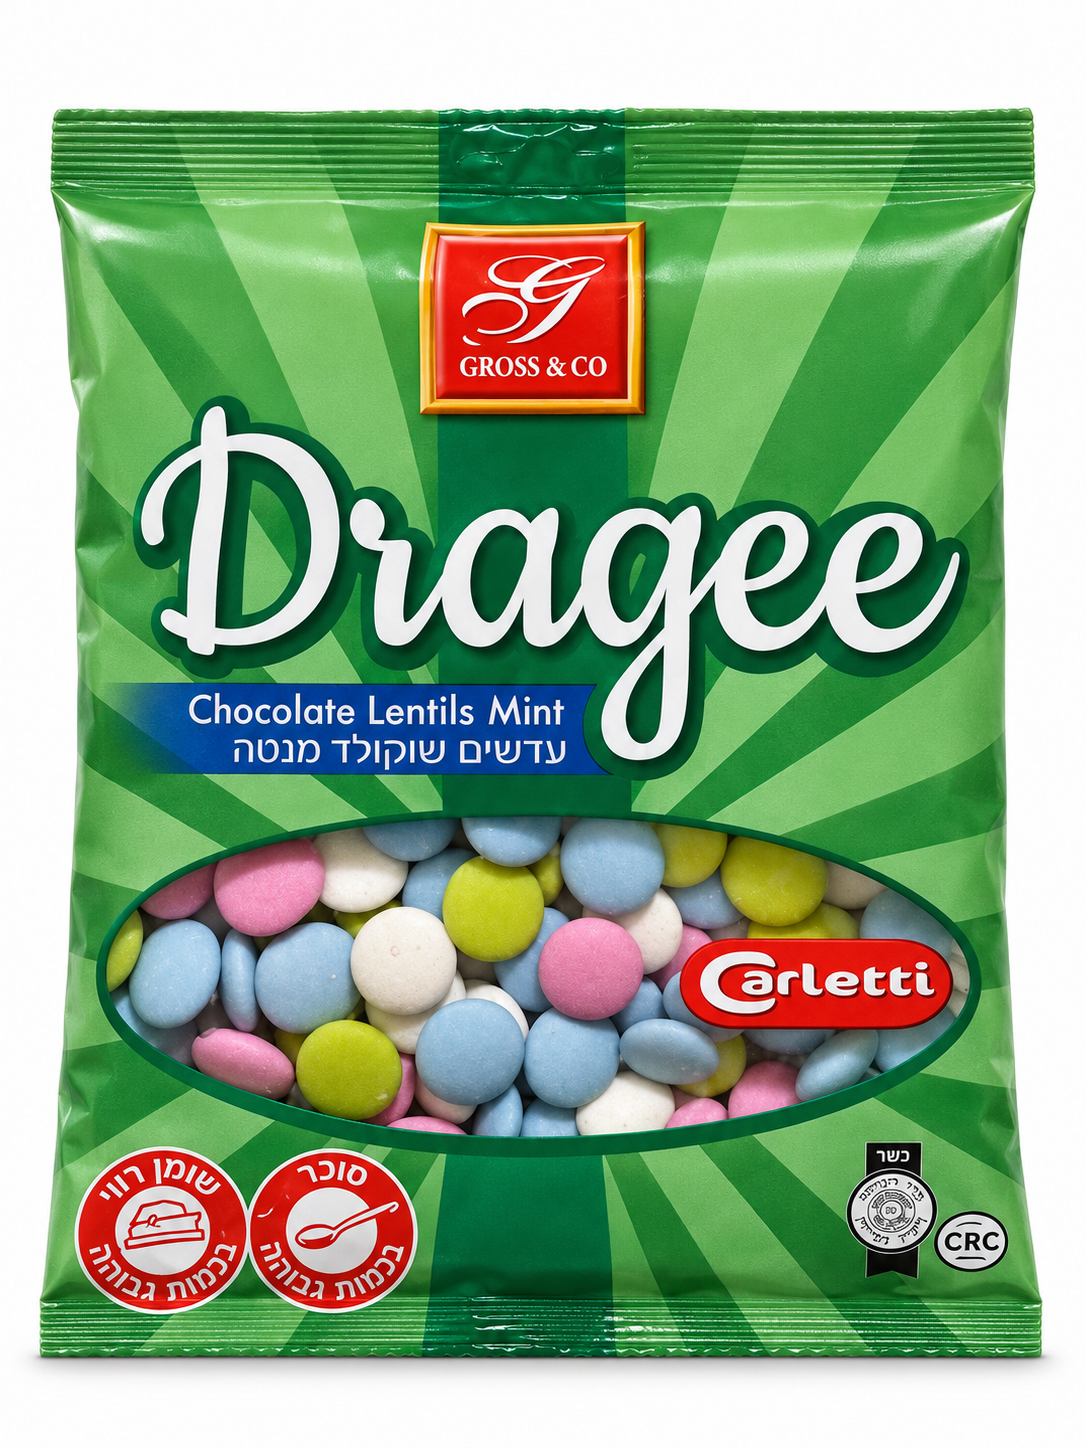 G
GROSS & CO
Dragee
Chocolate Lentils Mint
עדשים שוקולד מנטה
Carletti
שומן רווי
בכמות גבוהה
סוכר
בכמות גבוהה
כשר
CRC